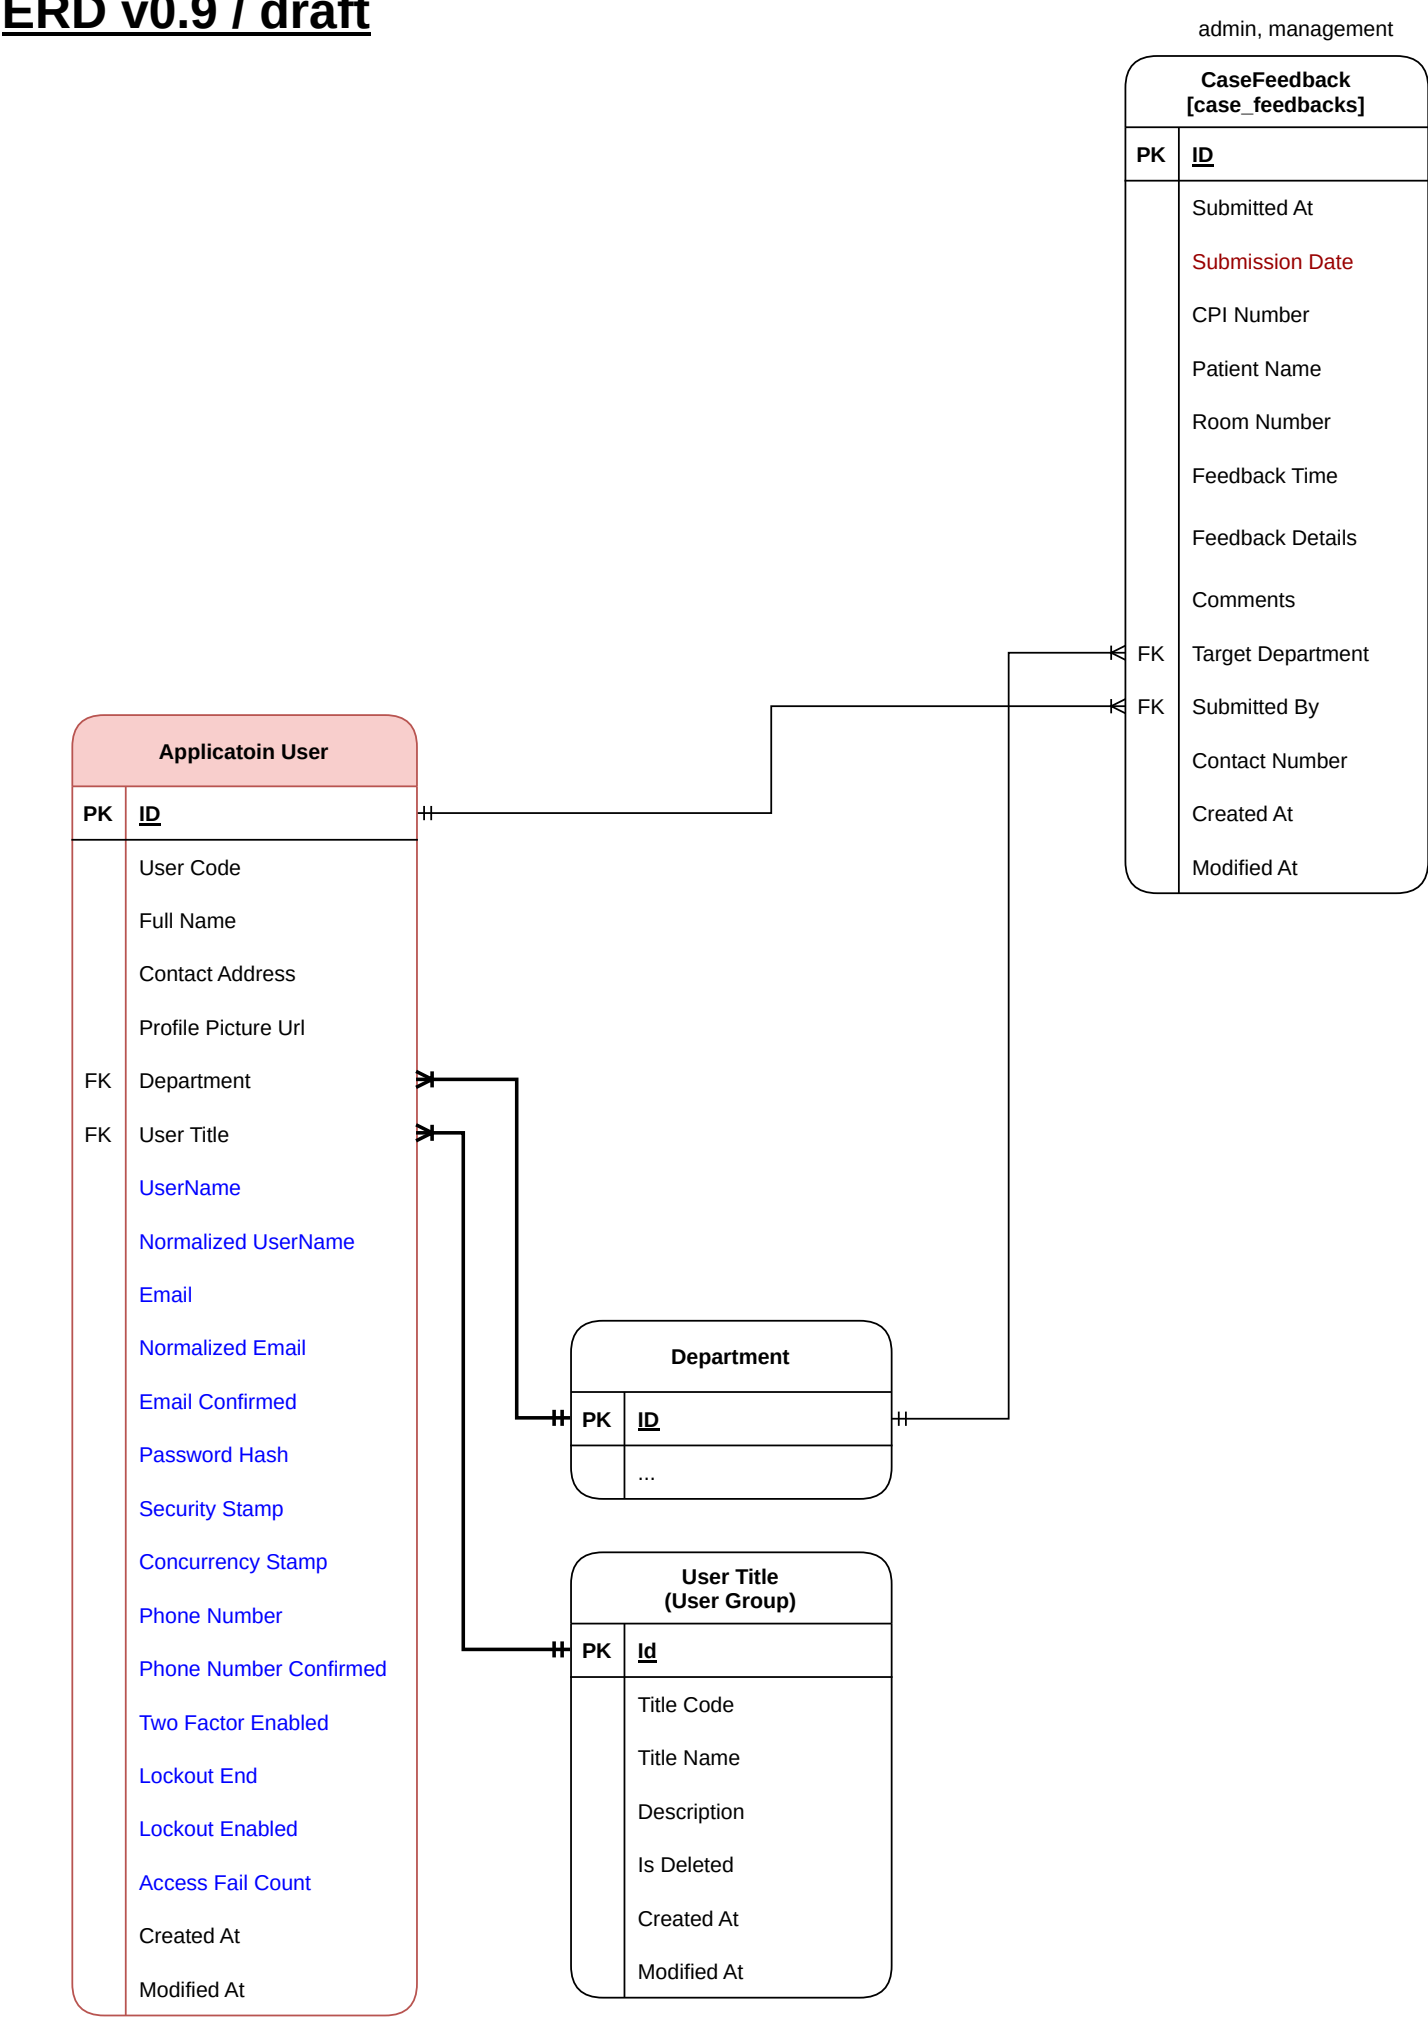 ERD v0.9 / draft
admin, management
CaseFeedback
[case_feedbacks]
PK ID
Submitted At
Submission Date
CPI Number
Patient Name
Room Number
Feedback Time
Feedback Details
Comments
FK Target Department
FK Submitted By
Contact Number
Created At
Modified At
Applicatoin User
PK ID
User Code
Full Name
Contact Address
Profile Picture Url
FK Department
FK User Title
UserName
Normalized UserName
Email
Normalized Email
Email Confirmed
Password Hash
Security Stamp
Concurrency Stamp
Phone Number
Phone Number Confirmed
Two Factor Enabled
Lockout End
Lockout Enabled
Access Fail Count
Created At
Modified At
Department
PK ID
...
User Title
(User Group)
PK Id
Title Code
Title Name
Description
Is Deleted
Created At
Modified At